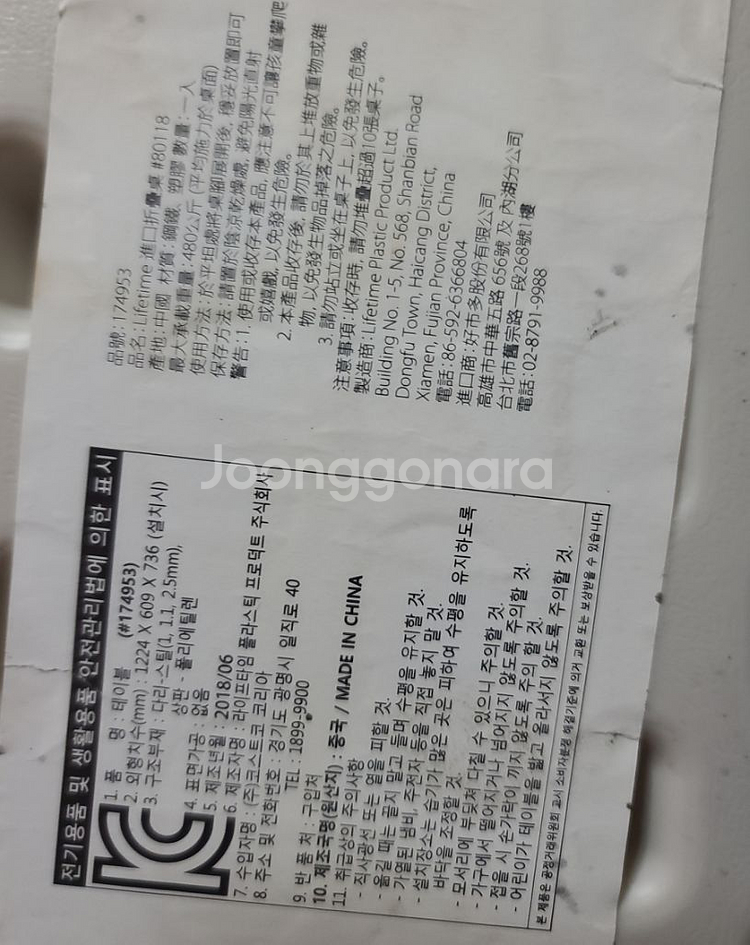 品號: 174953
品名: Lifetime 進口折疊桌 #80118
產地: 中國 材質: 鋼鐵、塑膠 數量: 一入
最大承載重量: 480公斤 (平均施力於桌面)
使用方法: 於平坦處將桌腳展開後, 穩妥放置即可
保存方法: 請置於陰涼乾燥處, 避免陽光直射
警告: 1. 使用或收存本產品, 應注意不可讓孩童攀爬
或嬉戲, 以免發生危險。
2. 本產品收存後, 請勿於其上堆放重物或雜
物, 以免發生物品掉落之危險。
3. 請勿站立或坐在桌子上, 以免發生危險。
注意事項: 收存時, 請勿堆疊超過10張桌子。
製造商: Lifetime Plastic Product Ltd.
Building No. 1-5, No. 568, Shanbian Road
Dongfu Town, Haicang District,
Xiamen, Fujian Province, China
電話: 86-592-6366804
進口商: 好市多股份有限公司
高雄市中華五路 656號 及 內湖分公司
台北市舊宗路一段268號1樓
電話: 02-8791-9988
전기용품 및 생활용품 안전관리법에 의한 표시
1. 품 명 : 테이블 (#174953)
2. 외형치수(mm) : 1224 X 609 X 736 (설치시)
3. 구조부재 : 다리-스틸(1, 1.1, 2.5mm),
상판 - 폴리에틸렌
4. 표면가공 : 없음
5. 제조년월 : 2018/06
6. 제조자명 : 라이프타임 플라스틱 프로덕트 주식회사
7. 수입자명 : (주)코스트코 코리아
8. 주소 및 전화번호 : 경기도 광명시 일직로 40
TEL : 1899-9900
9. 반 품 처 : 구입처
10. 제조국명(원산지) : 중국 / MADE IN CHINA
11. 취급상의 주의사항
- 직사광선 또는 열을 피할 것.
- 옮길 때는 끌지 말고 들며 수평을 유지할 것.
- 가열된 냄비, 주전자 등을 직접 놓지 말 것.
- 설치장소는 습기가 많은 곳은 피하여 수평을 유지하도록
바닥을 조정할 것.
- 모서리에 부딪쳐 다칠 수 있으니 주의할 것.
- 가구에서 떨어지거나 넘어지지 않도록 주의할 것.
- 접을 시 손가락이 끼지 않도록 주의 할 것.
- 어린이가 테이블을 밟고 올라서지 않도록 주의할 것.
본 제품은 공정거래위원회 고시 소비자분쟁 해결기준에 의거 교환 또는 보상받을 수 있습니다.
Joonggonara